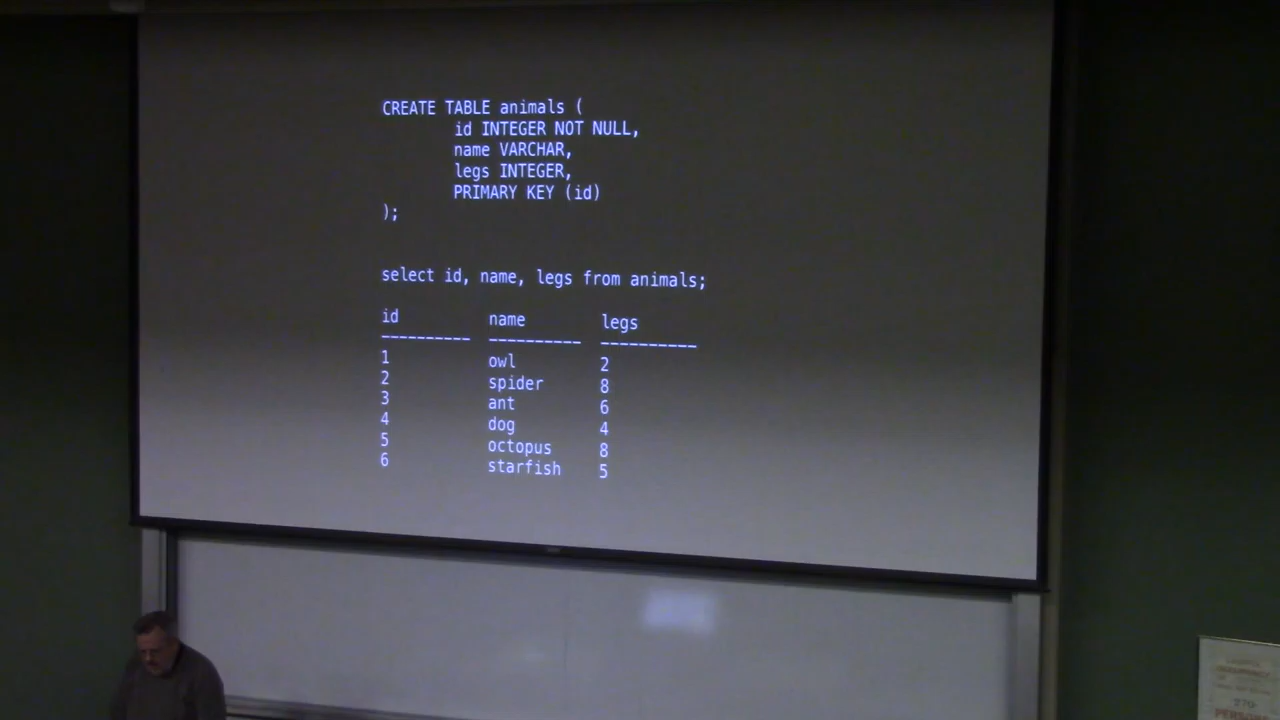 CREATE TABLE animals (
id INTEGER NOT NULL,
name VARCHAR,
legs INTEGER,
PRIMARY KEY (id)
);
select id, name, legs from animals;
id name legs
---------- ---------- ----------
1 owl 2
2 spider 8
3 ant 6
4 dog 4
5 octopus 8
6 starfish 5